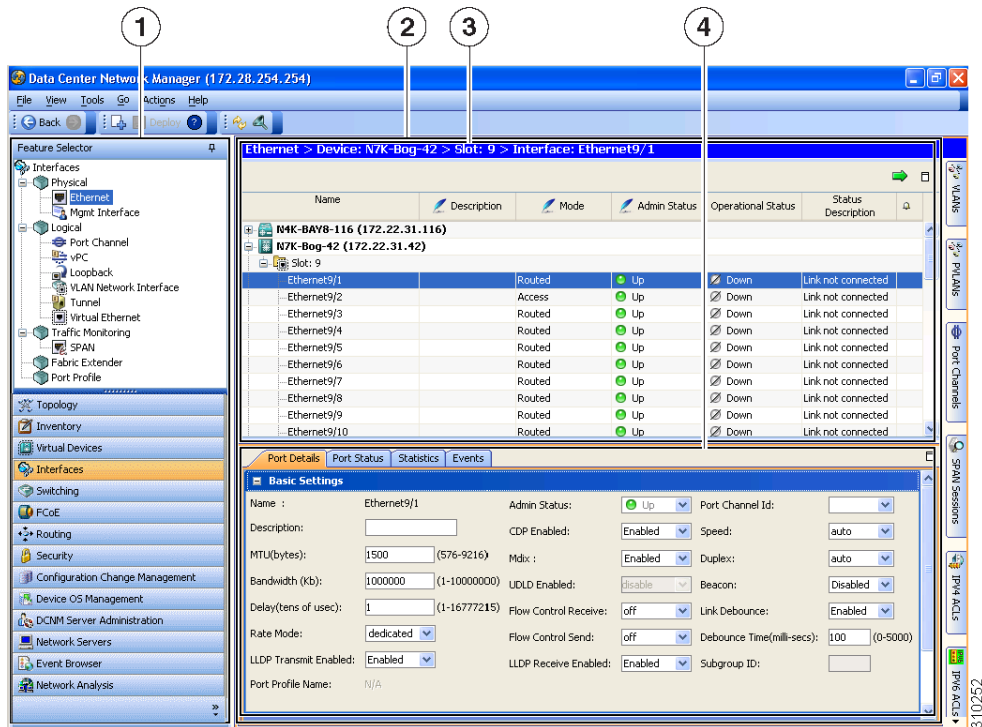 1 2 3 4
Data Center Network Manager (172.28.254.254)
File View Tools Go Actions Help
Back Deploy ?
Feature Selector
Interfaces
Physical
Ethernet
Mgmt Interface
Logical
Port Channel
vPC
Loopback
VLAN Network Interface
Tunnel
Virtual Ethernet
Traffic Monitoring
SPAN
Fabric Extender
Port Profile
Topology
Inventory
Virtual Devices
Interfaces
Switching
FCoE
Routing
Security
Configuration Change Management
Device OS Management
DCNM Server Administration
Network Servers
Event Browser
Network Analysis
Ethernet > Device: N7K-Bog-42 > Slot: 9 > Interface: Ethernet9/1
Name Description Mode Admin Status Operational Status Status Description
N4K-BAY8-116 (172.22.31.116)
N7K-Bog-42 (172.22.31.42)
Slot: 9
Ethernet9/1 Routed Up Down Link not connected
Ethernet9/2 Access Up Down Link not connected
Ethernet9/3 Routed Up Down Link not connected
Ethernet9/4 Routed Up Down Link not connected
Ethernet9/5 Routed Up Down Link not connected
Ethernet9/6 Routed Up Down Link not connected
Ethernet9/7 Routed Up Down Link not connected
Ethernet9/8 Routed Up Down Link not connected
Ethernet9/9 Routed Up Down Link not connected
Ethernet9/10 Routed Up Down Link not connected
Port Details Port Status Statistics Events
Basic Settings
Name : Ethernet9/1 Admin Status: Up Port Channel Id:
Description: CDP Enabled: Enabled Speed: auto
MTU(bytes): 1500 (576-9216) Mdix : Enabled Duplex: auto
Bandwidth (Kb): 1000000 (1-10000000) UDLD Enabled: disable Beacon: Disabled
Delay(tens of usec): 1 (1-16777215) Flow Control Receive: off Link Debounce: Enabled
Rate Mode: dedicated Flow Control Send: off Debounce Time(milli-secs): 100 (0-5000)
LLDP Transmit Enabled: Enabled LLDP Receive Enabled: Enabled Subgroup ID:
Port Profile Name: N/A
VLANs
PVLANs
Port Channels
SPAN Sessions
IPV4 ACLs
IPV6 ACLs
310252